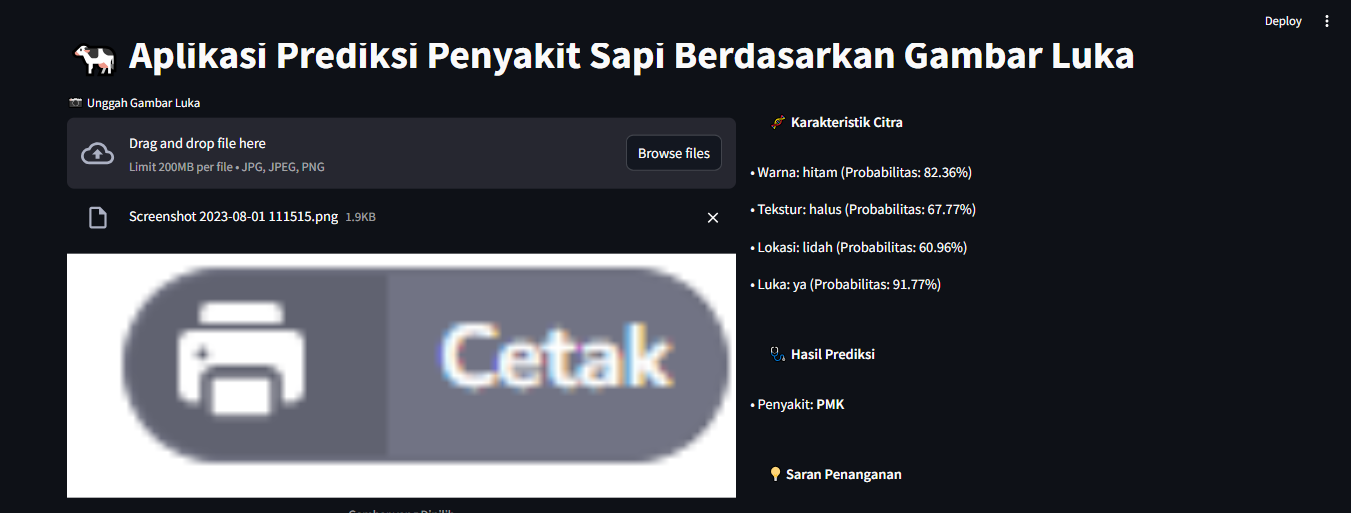 Deploy
Aplikasi Prediksi Penyakit Sapi Berdasarkan Gambar Luka
Unggah Gambar Luka
Drag and drop file here
Limit 200MB per file • JPG, JPEG, PNG
Browse files
Screenshot 2023-08-01 111515.png 1.9KB
Cetak
Karakteristik Citra
• Warna: hitam (Probabilitas: 82.36%)
• Tekstur: halus (Probabilitas: 67.77%)
• Lokasi: lidah (Probabilitas: 60.96%)
• Luka: ya (Probabilitas: 91.77%)
Hasil Prediksi
• Penyakit: PMK
Saran Penanganan